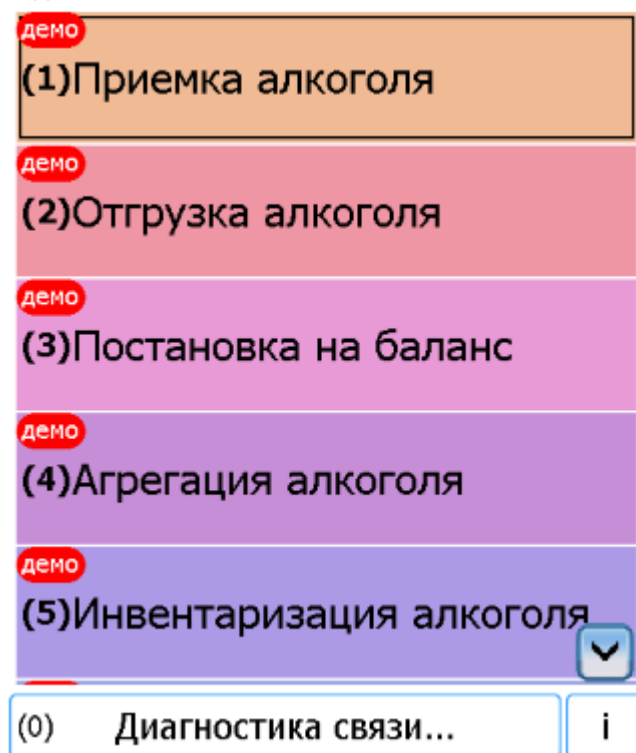 демо
(1)Приемка алкоголя
демо
(2)Отгрузка алкоголя
демо
(3)Постановка на баланс
демо
(4)Агрегация алкоголя
демо
(5)Инвентаризация алкоголя
(0) Диагностика связи... i